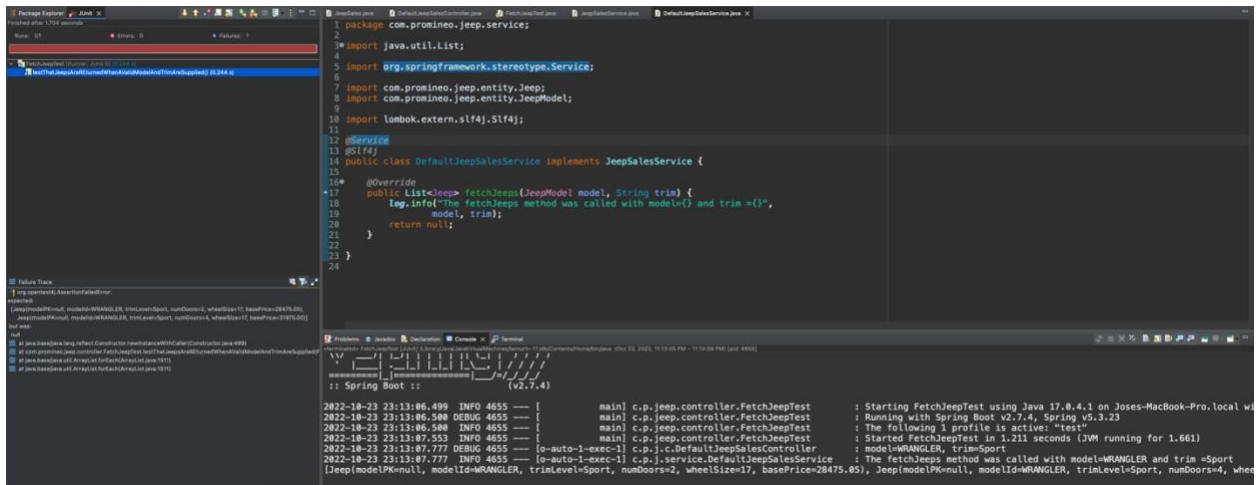 Package Explorer JUnit
Finished after 1.704 seconds
Runs: 1/1 Errors: 0 Failures: 1
FetchJeepTest [Runner: JUnit 5] (0.244 s)
testThatJeepsAreREturnedWhenAValidModelAndTrimAreSupplied() (0.244 s)
Failure Trace
org.opentest4j.AssertionFailedError:
expected:
[Jeep(modelPK=null, modelId=WRANGLER, trimLevel=Sport, numDoors=2, wheelSize=17, basePrice=28475.00),
Jeep(modelPK=null, modelId=WRANGLER, trimLevel=Sport, numDoors=4, wheelSize=17, basePrice=31975.00)]
but was:
null
at java.base/java.lang.reflect.Constructor.newInstanceWithCaller(Constructor.java:499)
at com.promineo.jeep.controller.FetchJeepTest.testThatJeepsAreREturnedWhenAValidModelAndTrimAreSupplied(F
at java.base/java.util.ArrayList.forEach(ArrayList.java:1511)
at java.base/java.util.ArrayList.forEach(ArrayList.java:1511)
JeepSales.java DefaultJeepSalesController.java FetchJeepTest.java JeepSalesService.java DefaultJeepSalesService.java
1 package com.promineo.jeep.service;
2
3 import java.util.List;
4
5 import org.springframework.stereotype.Service;
6
7 import com.promineo.jeep.entity.Jeep;
8 import com.promineo.jeep.entity.JeepModel;
9
10 import lombok.extern.slf4j.Slf4j;
11
12 @Service
13 @Slf4j
14 public class DefaultJeepSalesService implements JeepSalesService {
15
16 @Override
17 public List<Jeep> fetchJeeps(JeepModel model, String trim) {
18 log.info("The fetchJeeps method was called with model={} and trim ={}",
19 model, trim);
20 return null;
21 }
22
23 }
24
Problems Javadoc Declaration Console Terminal
<terminated> FetchJeepTest [JUnit] (Oct 23, 2022, 11:13:05 PM – 11:13:08 PM) [pid: 4655]
:: Spring Boot :: (v2.7.4)
2022-10-23 23:13:06.499 INFO 4655 --- [ main] c.p.jeep.controller.FetchJeepTest : Starting FetchJeepTest using Java 17.0.4.1 on Joses-MacBook-Pro.local wi
2022-10-23 23:13:06.500 DEBUG 4655 --- [ main] c.p.jeep.controller.FetchJeepTest : Running with Spring Boot v2.7.4, Spring v5.3.23
2022-10-23 23:13:06.500 INFO 4655 --- [ main] c.p.jeep.controller.FetchJeepTest : The following 1 profile is active: "test"
2022-10-23 23:13:07.553 INFO 4655 --- [ main] c.p.jeep.controller.FetchJeepTest : Started FetchJeepTest in 1.211 seconds (JVM running for 1.661)
2022-10-23 23:13:07.777 DEBUG 4655 --- [o-auto-1-exec-1] c.p.j.c.DefaultJeepSalesController : model=WRANGLER, trim=Sport
2022-10-23 23:13:07.777 INFO 4655 --- [o-auto-1-exec-1] c.p.j.service.DefaultJeepSalesService : The fetchJeeps method was called with model=WRANGLER and trim =Sport
[Jeep(modelPK=null, modelId=WRANGLER, trimLevel=Sport, numDoors=2, wheelSize=17, basePrice=28475.05), Jeep(modelPK=null, modelId=WRANGLER, trimLevel=Sport, numDoors=4, whee